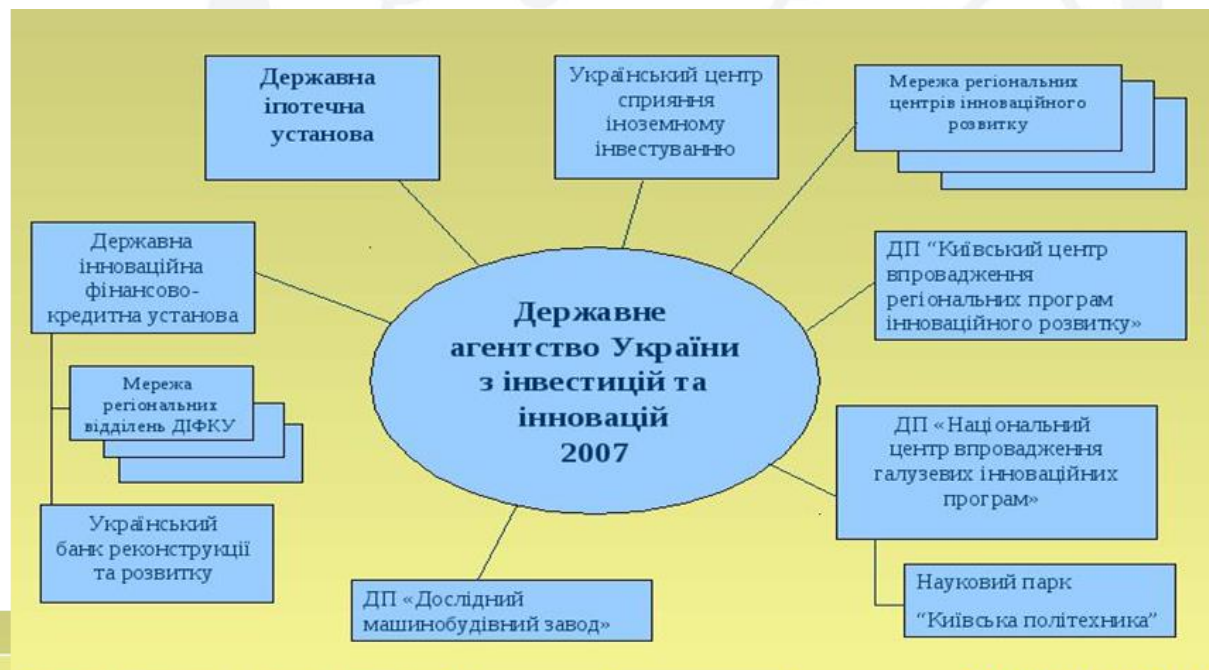 Державна
іпотечна
установа
Український центр
сприяння
іноземному
інвестуванню
Мережа регіональних
центрів інноваційного
розвитку
Державна
інноваційна
фінансово-
кредитна установа
ДП “Київський центр
впровадження
регіональних програм
інноваційного розвитку»
Державне
агентство України
з інвестицій та
інновацій
2007
Мережа
регіональних
відділень ДІФКУ
ДП «Національний
центр впровадження
галузевих інноваційних
програм»
Український
банк реконструкції
та розвитку
ДП «Дослідний
машинобудівний завод»
Науковий парк
“Київська політехника”